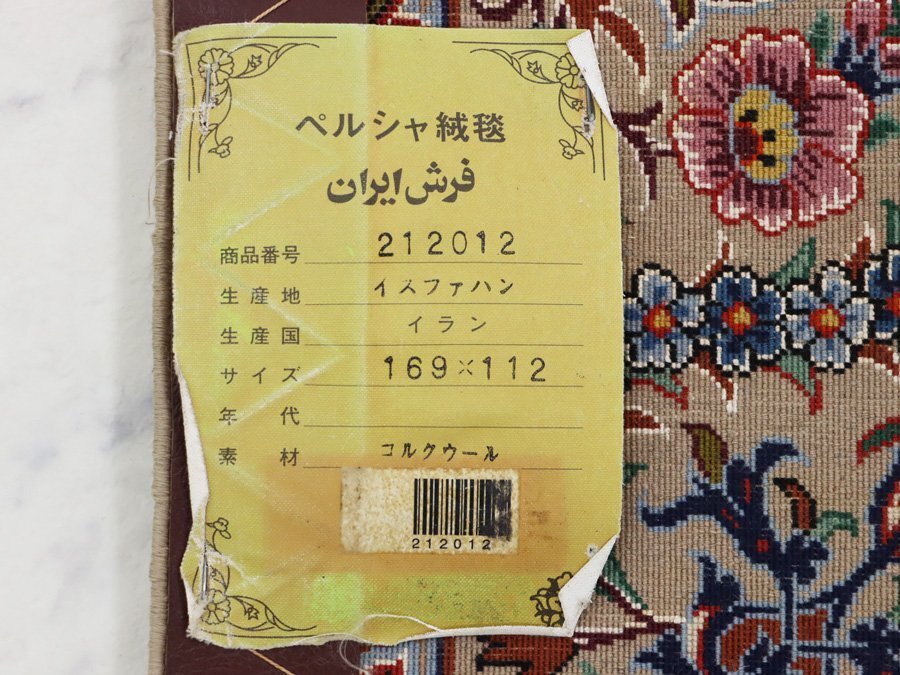 ペルシャ絨毯
فرش ایران
商品番号 212012
生産地 イスファハン
生産国 イラン
サイズ 169×112
年代
素材 コルクウール
212012